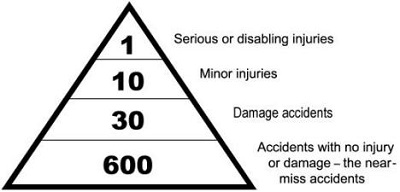 1
Serious or disabling injuries
10
Minor injuries
30
Damage accidents
600
Accidents with no injury
or damage – the near-
miss accidents